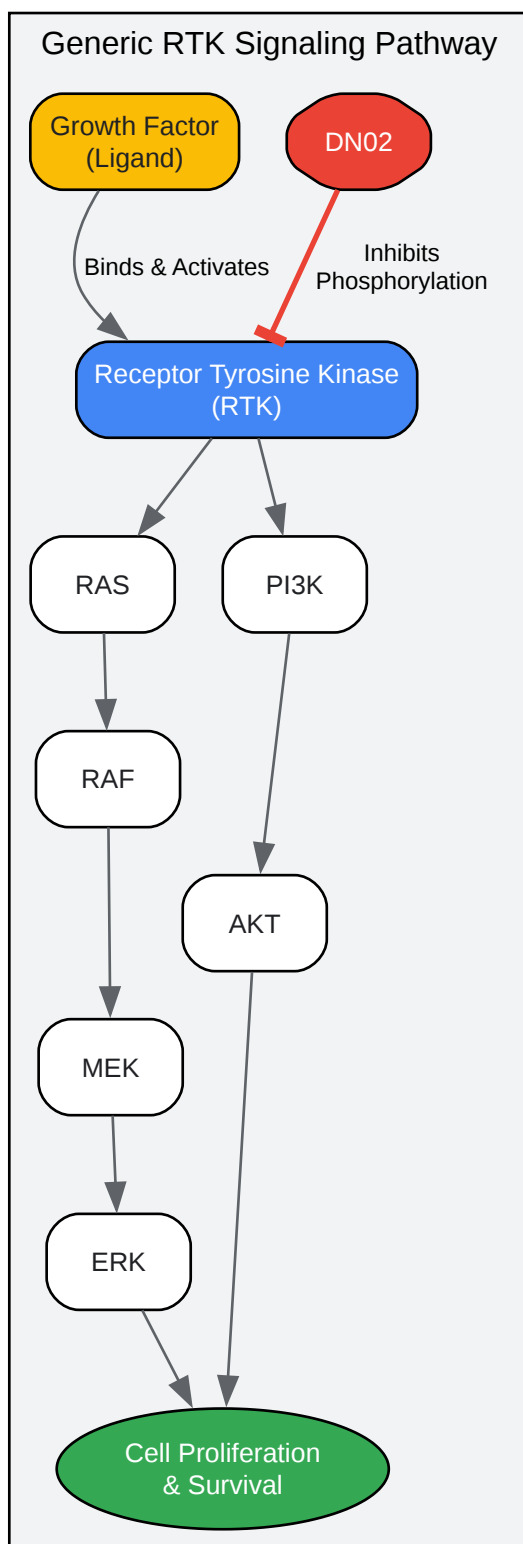 Generic RTK Signaling Pathway
Growth Factor
(Ligand)
DN02
Binds & Activates
Inhibits
Phosphorylation
Receptor Tyrosine Kinase
(RTK)
RAS
PI3K
RAF
AKT
MEK
ERK
Cell Proliferation
& Survival